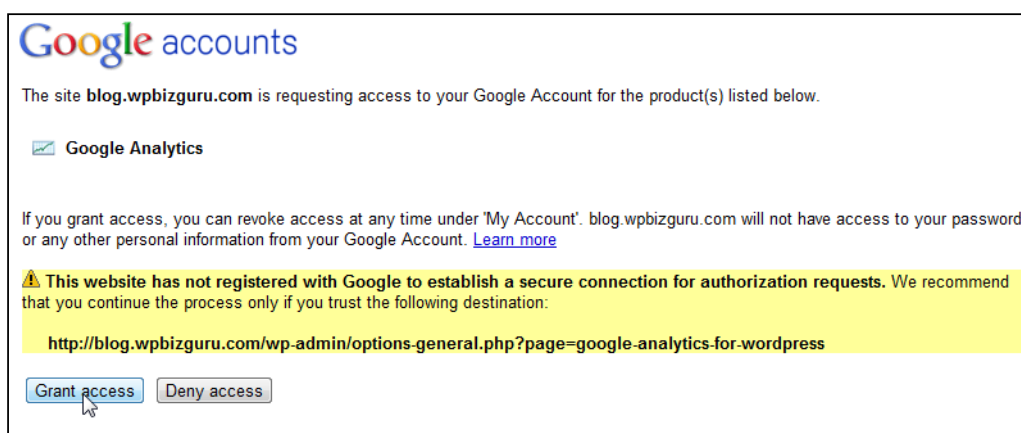 Google accounts
The site blog.wpbizguru.com is requesting access to your Google Account for the product(s) listed below.
Google Analytics
If you grant access, you can revoke access at any time under 'My Account'. blog.wpbizguru.com will not have access to your password
or any other personal information from your Google Account. Learn more
This website has not registered with Google to establish a secure connection for authorization requests. We recommend
that you continue the process only if you trust the following destination:
http://blog.wpbizguru.com/wp-admin/options-general.php?page=google-analytics-for-wordpress
Grant access Deny access